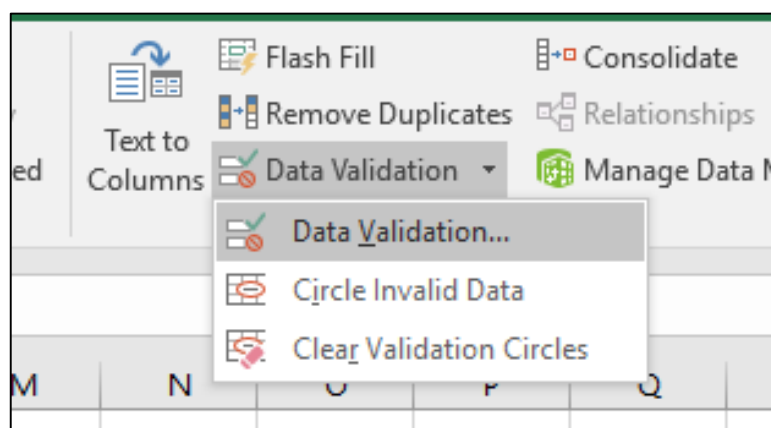 Flash Fill
Consolidate
Remove Duplicates
Relationships
Text to
Columns
ed
Data Validation
Manage Data M
Data Validation...
Circle Invalid Data
Clear Validation Circles
M N O P Q